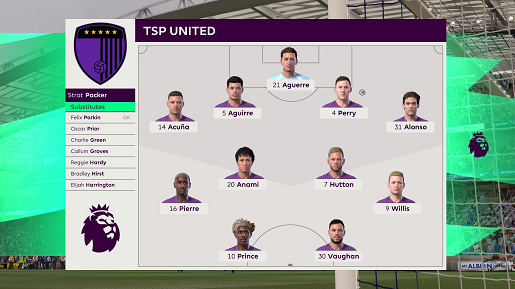 TSP UNITED
Strat Packer
Substitutes
Felix Parkin GK
Oscar Prior
Charlie Green
Callum Groves
Reggie Hardy
Bradley Hirst
Elijah Harrington
21 Aguerre
14 Acuña
5 Aguirre
4 Perry
31 Alonso
20 Anami
7 Hutton
16 Pierre
9 Willis
10 Prince
30 Vaughan
ALBION